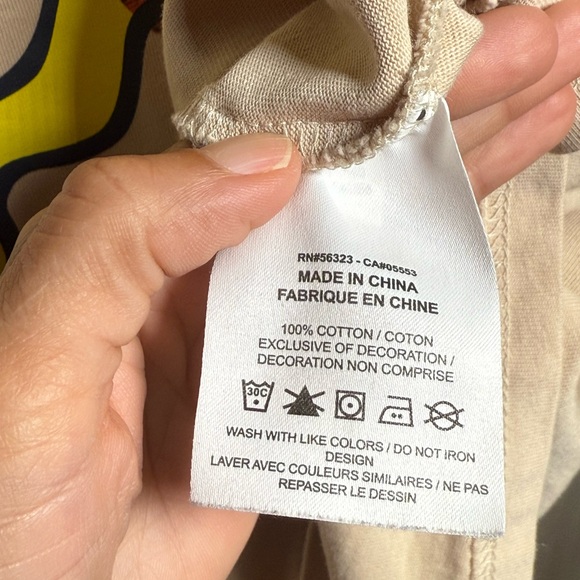 RN#56323 - CA#05553
MADE IN CHINA
FABRIQUE EN CHINE
100% COTTON / COTON
EXCLUSIVE OF DECORATION /
DECORATION NON COMPRISE
30C
WASH WITH LIKE COLORS / DO NOT IRON
DESIGN
LAVER AVEC COULEURS SIMILAIRES / NE PAS
REPASSER LE DESSIN